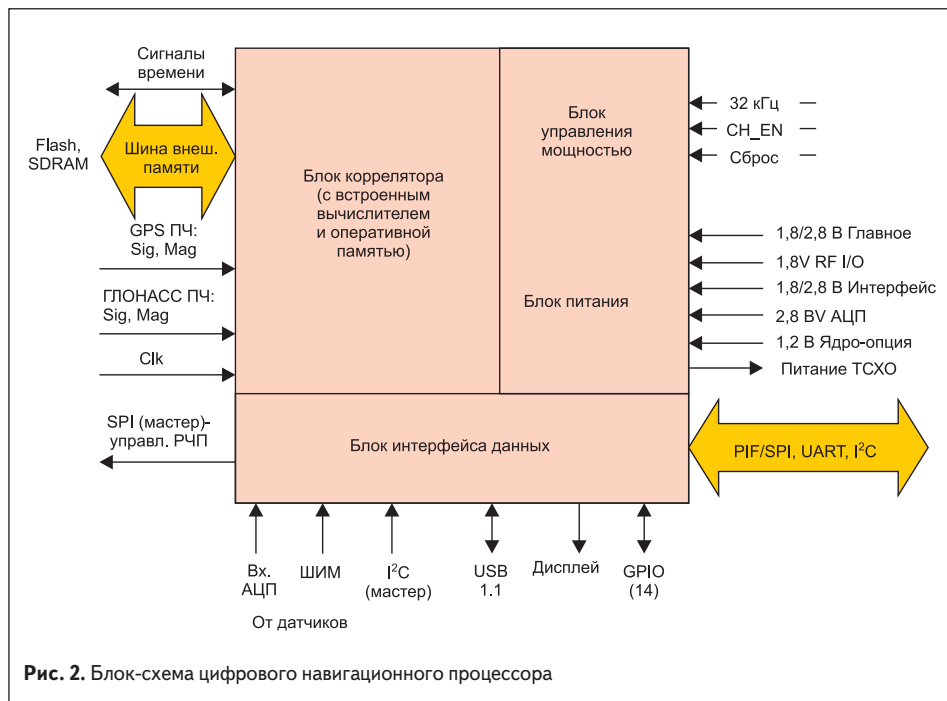 Сигналы
времени
Flash,
SDRAM
Шина внеш.
памяти
GPS ПЧ:
Sig, Mag
ГЛОНАСС ПЧ:
Sig, Mag
Clk
SPI (мастер)-
управл. РЧП
Блок коррелятора
(с встроенным
вычислителем
и оперативной
памятью)
Блок
управления
мощностью
Блок питания
Блок интерфейса данных
32 кГц
CH_EN
Сброс
1,8/2,8 В Главное
1,8V RF I/O
1,8/2,8 В Интерфейс
2,8 BV АЦП
1,2 В Ядро-опция
Питание TCXO
PIF/SPI, UART, I²C
Вх.
АЦП
ШИМ
I²C
(мастер)
USB
1.1
Дисплей
GPIO
(14)
От датчиков
Рис. 2. Блок-схема цифрового навигационного процессора